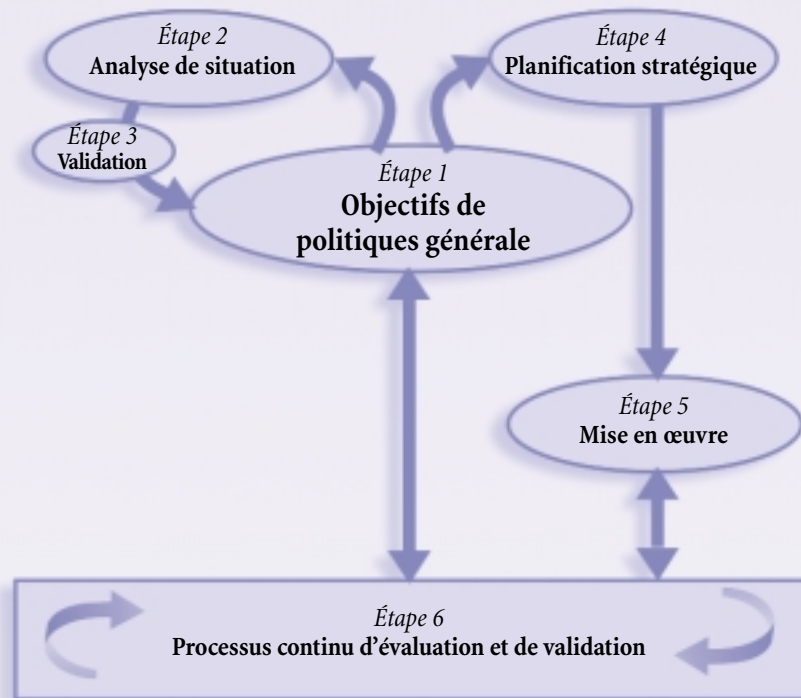 Étape 2
Analyse de situation
Étape 4
Planification stratégique
Étape 3
Validation
Étape 1
Objectifs de
politiques générale
Étape 5
Mise en œuvre
Étape 6
Processus continu d'évaluation et de validation